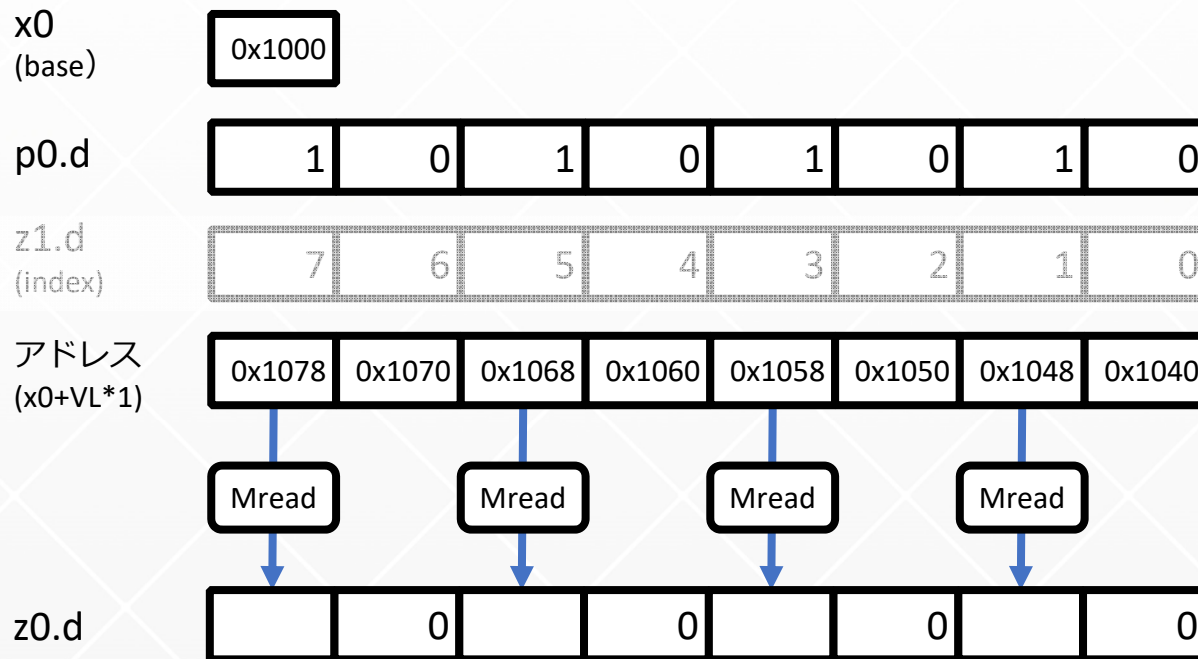 x0
(base）
0x1000
p0.d
1 0 1 0 1 0 1 0
z1.d
(index)
7 6 5 4 3 2 1 0
アドレス
(x0+VL*1)
0x1078 0x1070 0x1068 0x1060 0x1058 0x1050 0x1048 0x1040
Mread Mread Mread Mread
z0.d
0 0 0 0